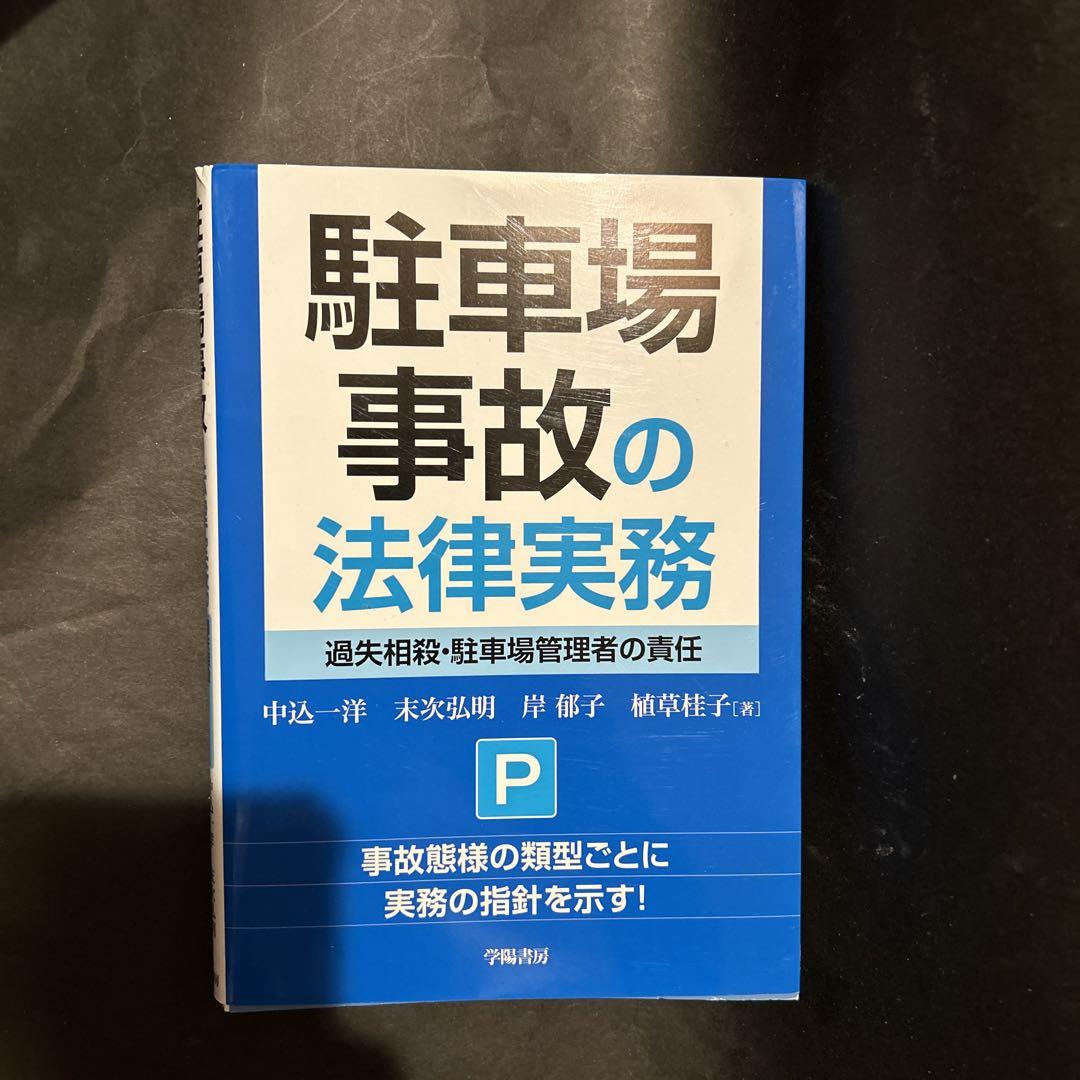 駐車場
事故の
法律実務
過失相殺・駐車場管理者の責任
中込一洋 末次弘明 岸 郁子 植草桂子[著]
P
事故態様の類型ごとに
実務の指針を示す!
学陽書房